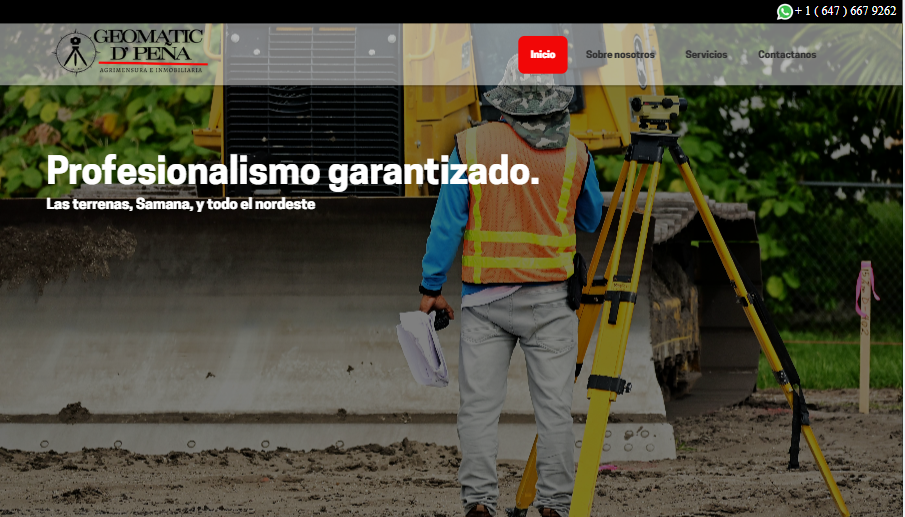 + 1 ( 647 ) 667 9262
GEOMATIC
D' PEÑA
AGRIMENSURA E INMOBILIARIA
Inicio
Sobre nosotros
Servicios
Contactanos
Profesionalismo garantizado.
Las terrenas, Samana, y todo el nordeste